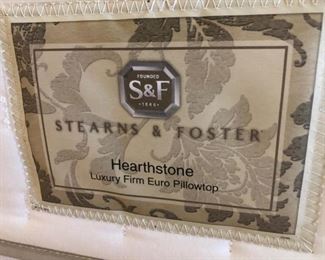 FOUNDED
S&F
1846
STEARNS & FOSTER
Hearthstone
Luxury Firm Euro Pillowtop